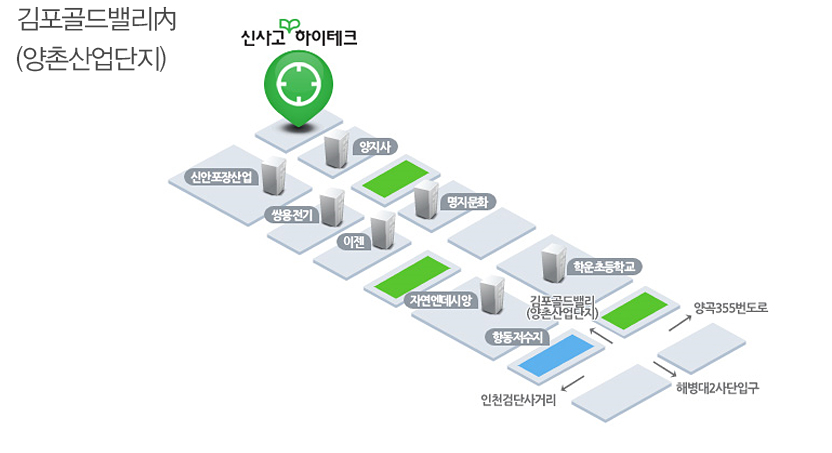 김포골드밸리內
(양촌산업단지)
신사고 하이테크
양지사
신안포장산업
명지문화
쌍용전기
이젠
학운초등학교
자연앤데시앙
김포골드밸리
(양촌산업단지)
양곡355번도로
항동저수지
해병대2사단입구
인천검단사거리